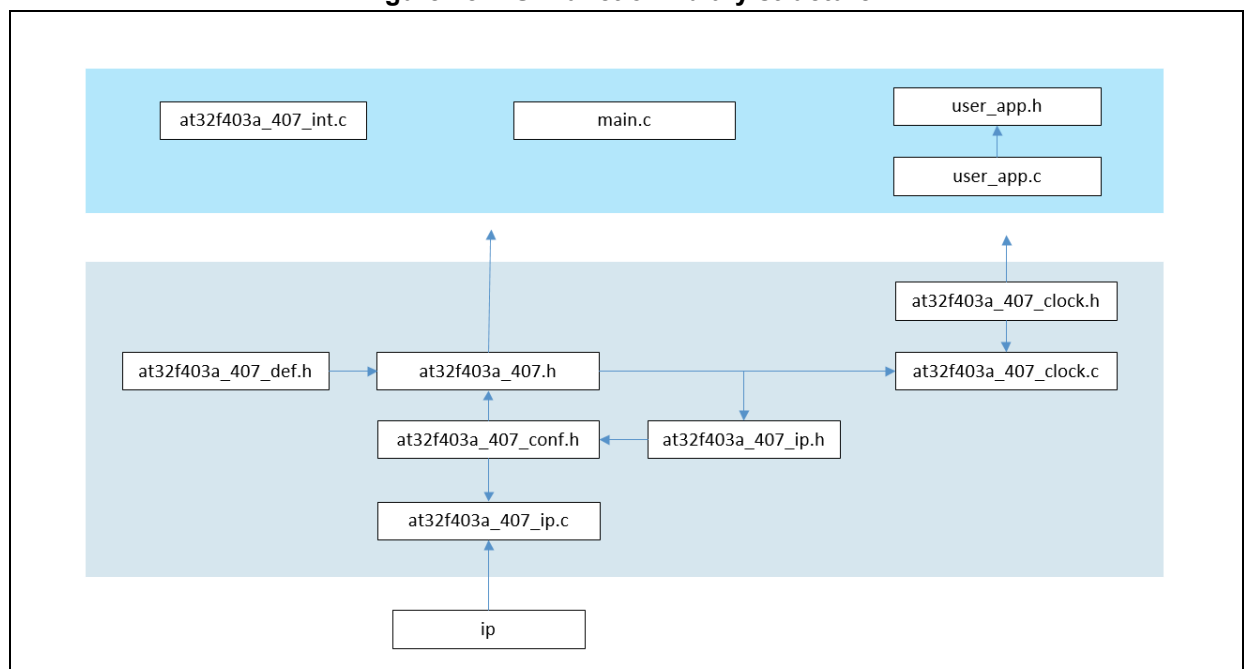 at32f403a_407_int.c
main.c
user_app.h
user_app.c
at32f403a_407_clock.h
at32f403a_407_def.h
at32f403a_407.h
at32f403a_407_clock.c
at32f403a_407_conf.h
at32f403a_407_ip.h
at32f403a_407_ip.c
ip